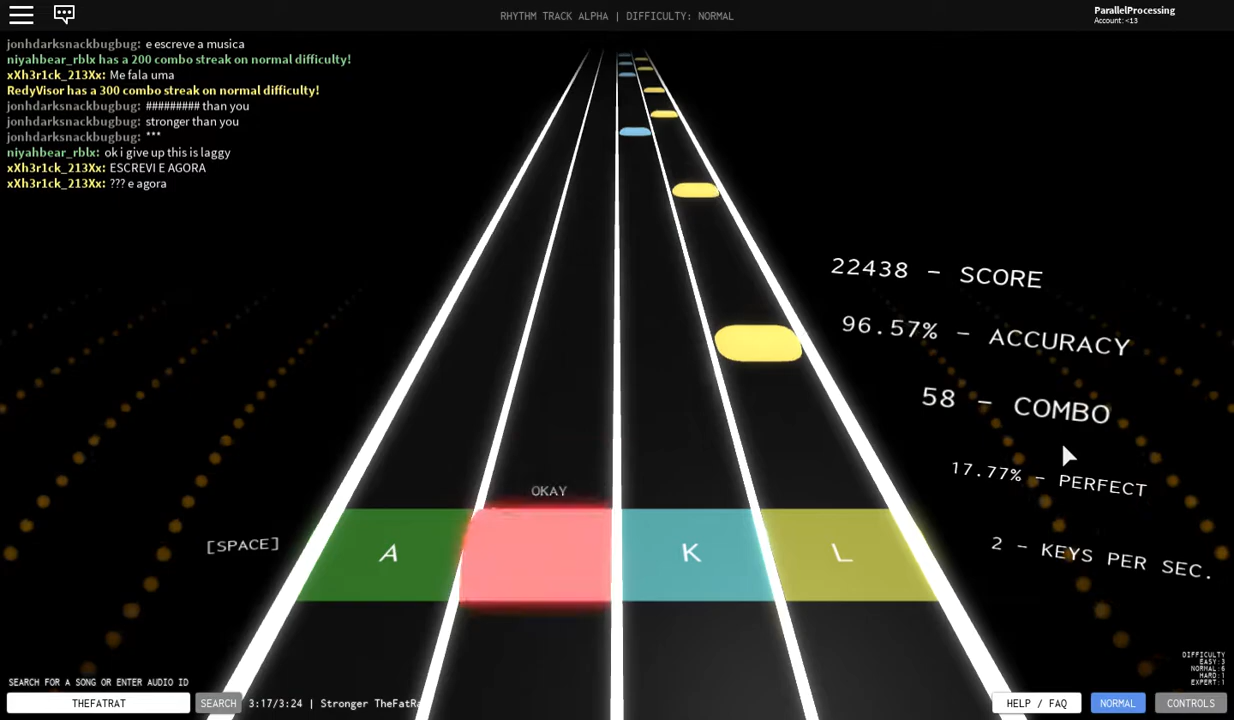 RHYTHM TRACK ALPHA | DIFFICULTY: NORMAL
ParallelProcessing
Account: <13
jonhdarksnackbugbug: e escreve a musica
niyahbear_rblx has a 200 combo streak on normal difficulty!
xXh3r1ck_213Xx: Me fala uma
RedyVisor has a 300 combo streak on normal difficulty!
jonhdarksnackbugbug: ######### than you
jonhdarksnackbugbug: stronger than you
jonhdarksnackbugbug: ***
niyahbear_rblx: ok i give up this is laggy
xXh3r1ck_213Xx: ESCREVI E AGORA
xXh3r1ck_213Xx: ??? e agora
22438 - SCORE
96.57% - ACCURACY
58 - COMBO
17.77% - PERFECT
2 - KEYS PER SEC.
OKAY
[SPACE]
A
K
L
DIFFICULTY
EASY:3
NORMAL:6
HARD:1
EXPERT:1
SEARCH FOR A SONG OR ENTER AUDIO ID
THEFATRAT
SEARCH
3:17/3:24 | Stronger TheFatRa
HELP / FAQ
NORMAL
CONTROLS